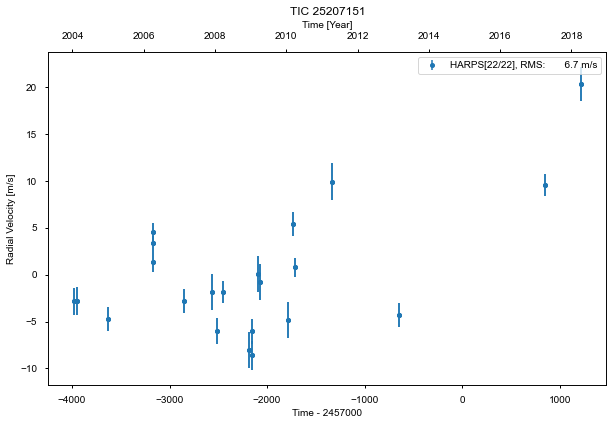 TIC 25207151
Time [Year]
2004 2006 2008 2010 2012 2014 2016 2018
HARPS[22/22], RMS: 6.7 m/s
Radial Velocity [m/s]
20
15
10
5
0
−5
−10
−4000 −3000 −2000 −1000 0 1000
Time - 2457000